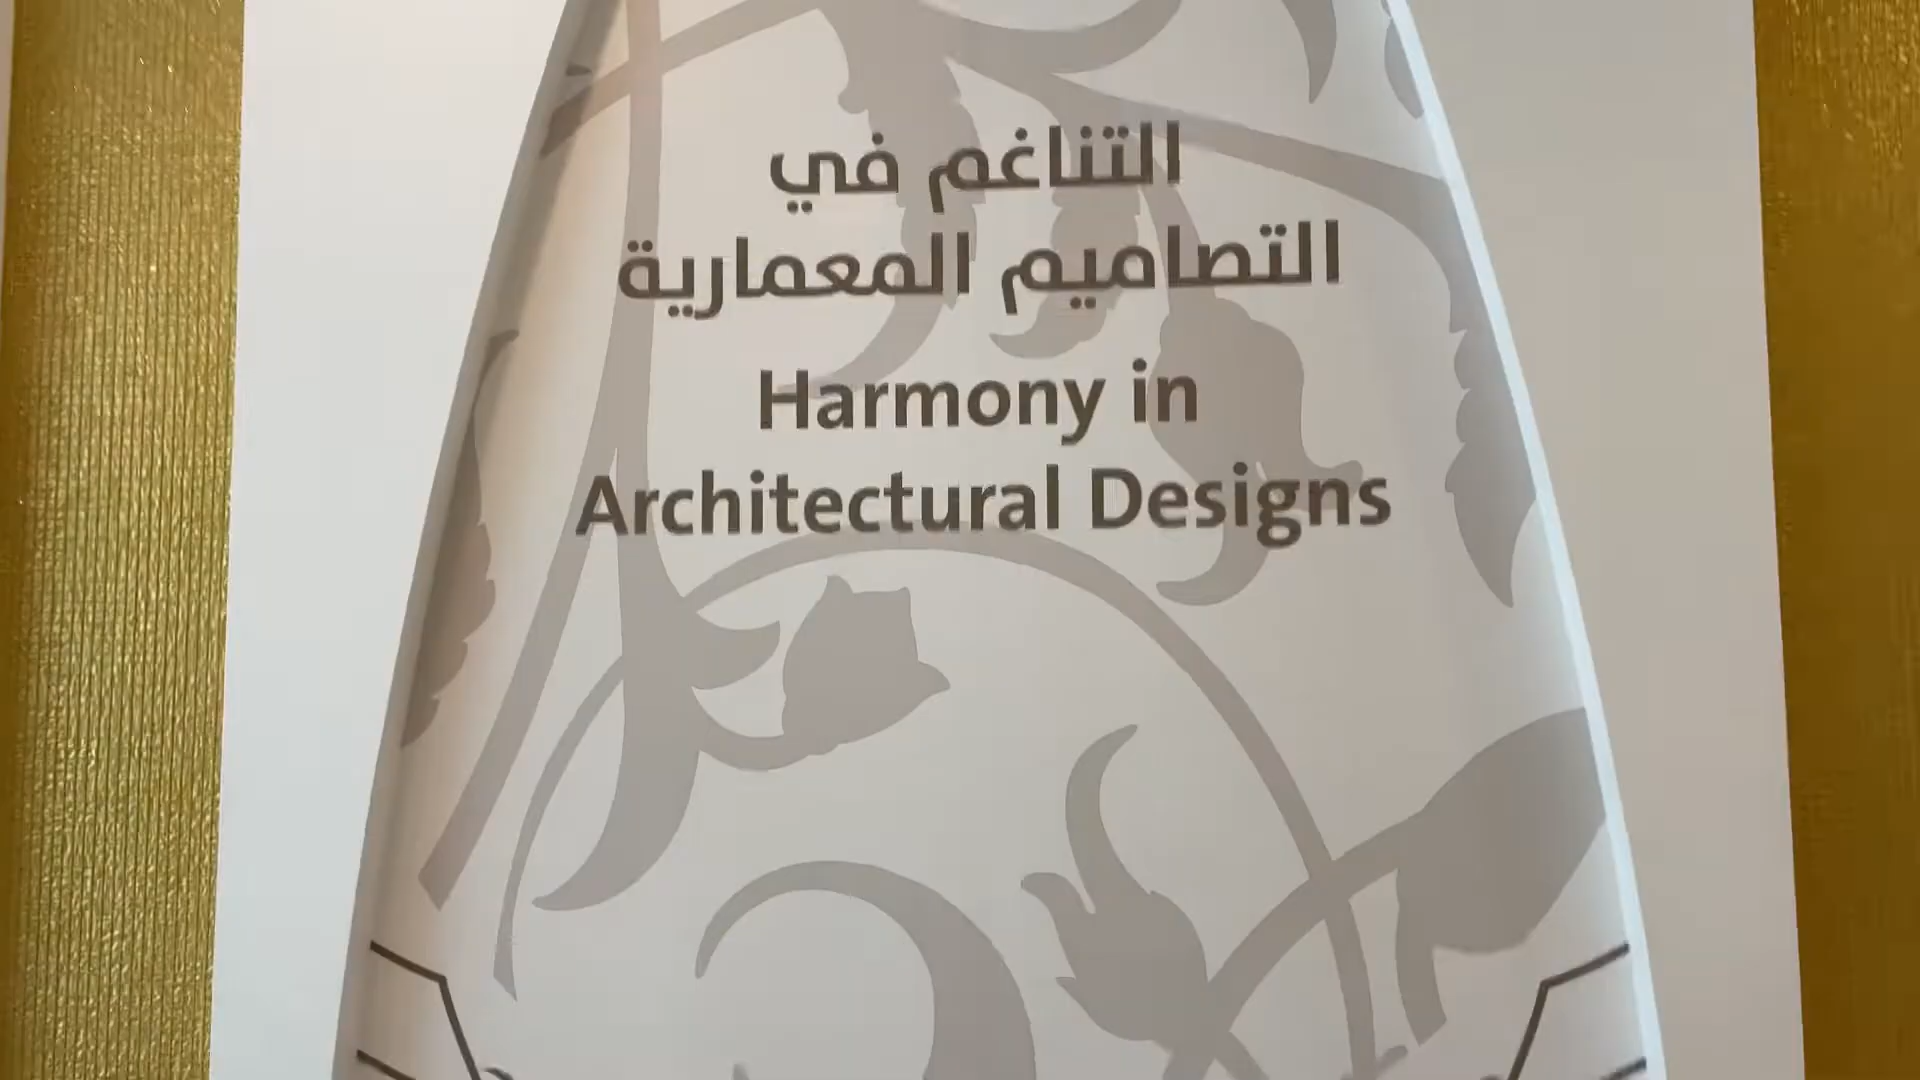 التناغم في
التصاميم المعمارية
Harmony in
Architectural Designs